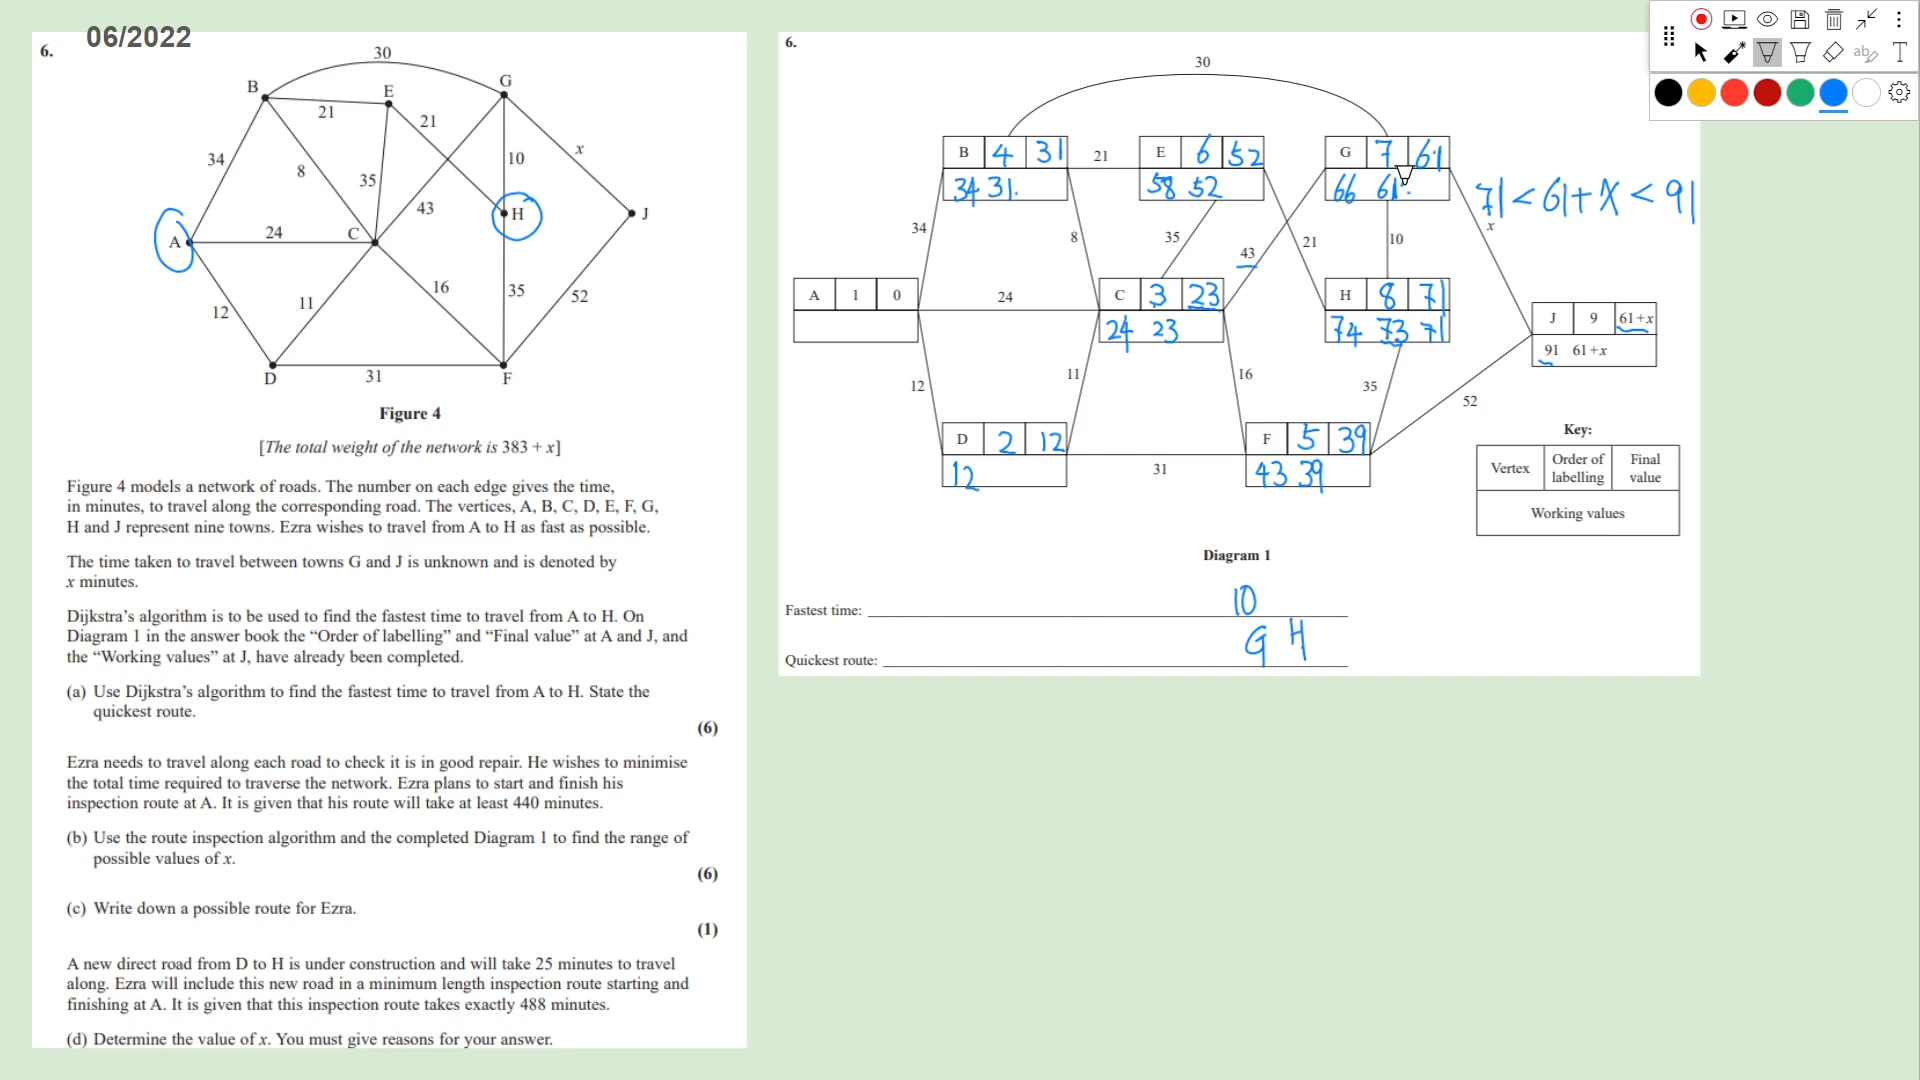 06/2022
6.
30
B
E
G
21
21
34
8
35
10
x
43
H
J
A
24
C
11
16
35
52
12
D
31
F
Figure 4
[The total weight of the network is 383 + x]
Figure 4 models a network of roads. The number on each edge gives the time,
in minutes, to travel along the corresponding road. The vertices, A, B, C, D, E, F, G,
H and J represent nine towns. Ezra wishes to travel from A to H as fast as possible.
The time taken to travel between towns G and J is unknown and is denoted by
x minutes.
Dijkstra's algorithm is to be used to find the fastest time to travel from A to H. On
Diagram 1 in the answer book the "Order of labelling" and "Final value" at A and J, and
the "Working values" at J, have already been completed.
(a) Use Dijkstra's algorithm to find the fastest time to travel from A to H. State the
quickest route.
(6)
Ezra needs to travel along each road to check it is in good repair. He wishes to minimise
the total time required to traverse the network. Ezra plans to start and finish his
inspection route at A. It is given that his route will take at least 440 minutes.
(b) Use the route inspection algorithm and the completed Diagram 1 to find the range of
possible values of x.
(6)
(c) Write down a possible route for Ezra.
(1)
A new direct road from D to H is under construction and will take 25 minutes to travel
along. Ezra will include this new road in a minimum length inspection route starting and
finishing at A. It is given that this inspection route takes exactly 488 minutes.
(d) Determine the value of x. You must give reasons for your answer.
6.
30
B 4 31
21
E 6 52
G 7 61
34 31.
58 52
66 61.
71 < 61 + x < 91
x
34
8
35
43
21
10
A 1 0
24
C 3 23
H 8 71
24 23
74 73 71
J 9 61+x
91 61+x
12
11
16
35
52
D 2 12
31
F 5 39
12
43 39
Key:
Vertex
Order of labelling
Final value
Working values
Diagram 1
Fastest time: 10
G H
Quickest route:
ab
T